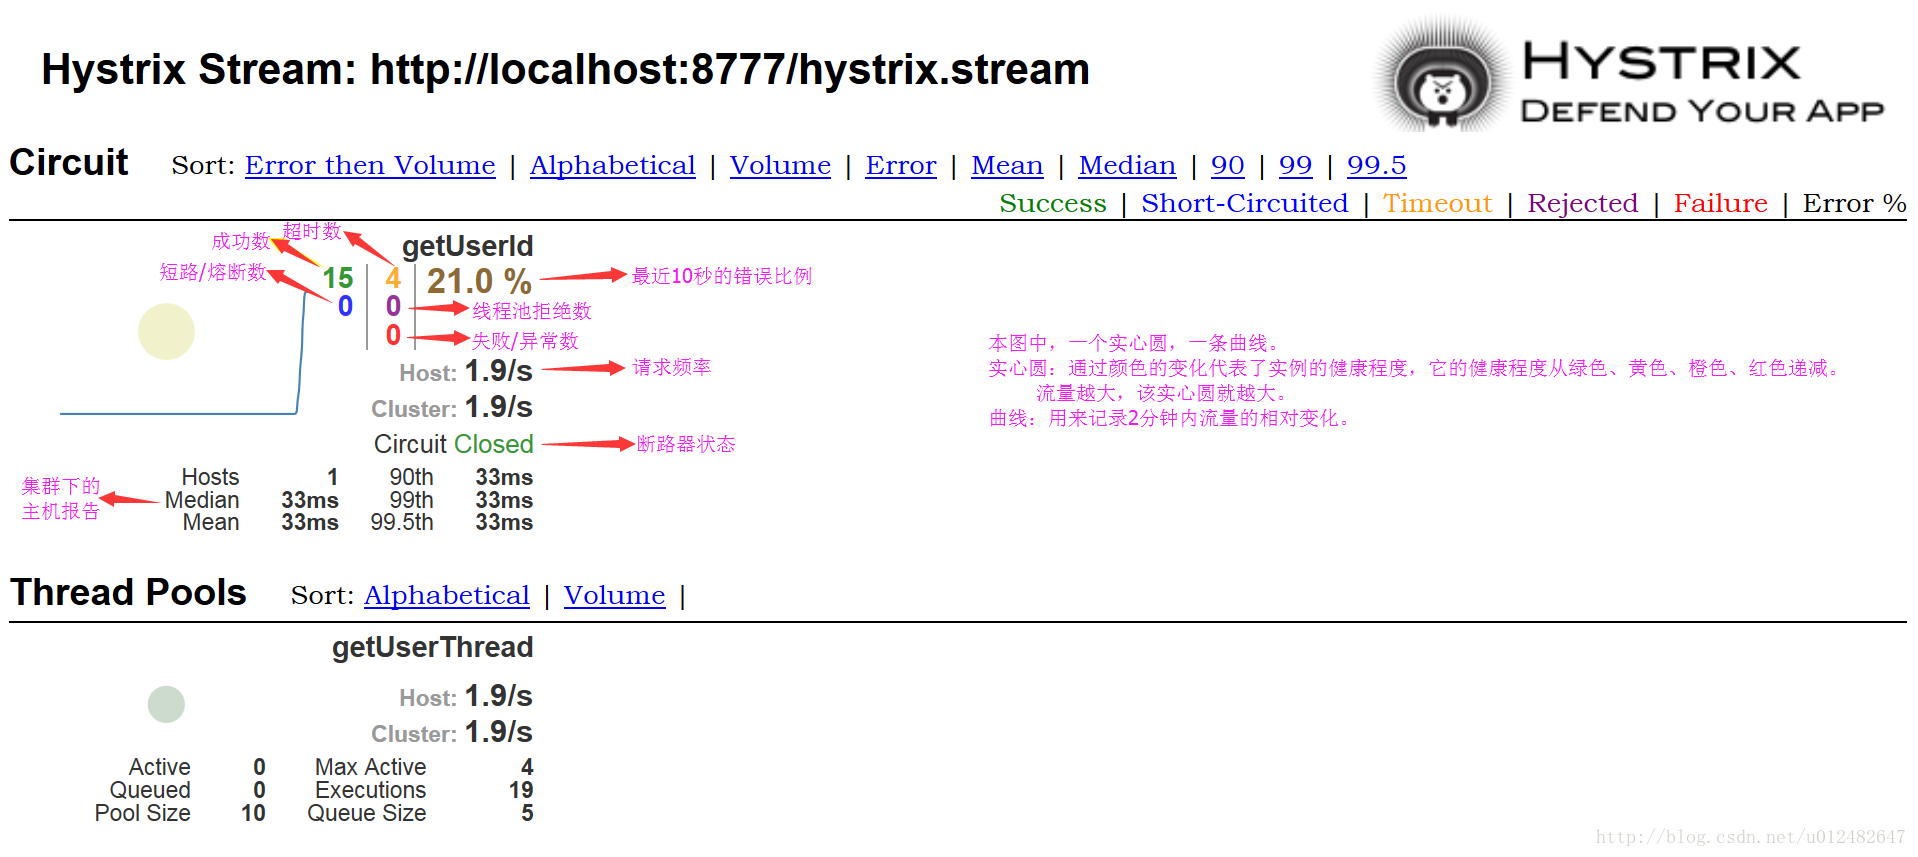 Hystrix Stream: http://localhost:8777/hystrix.stream
HYSTRIX
DEFEND YOUR APP
Circuit Sort: Error then Volume | Alphabetical | Volume | Error | Mean | Median | 90 | 99 | 99.5
Success | Short-Circuited | Timeout | Rejected | Failure | Error %
成功数 超时数 getUserId
短路/熔断数 15 4 21.0 % 最近10秒的错误比例
0 0 线程池拒绝数
0 失败/异常数
Host: 1.9/s 请求频率
Cluster: 1.9/s
Circuit Closed 断路器状态
本图中，一个实心圆，一条曲线。
实心圆：通过颜色的变化代表了实例的健康程度，它的健康程度从绿色、黄色、橙色、红色递减。
流量越大，该实心圆就越大。
曲线：用来记录2分钟内流量的相对变化。
集群下的
主机报告
Hosts 1 90th 33ms
Median 33ms 99th 33ms
Mean 33ms 99.5th 33ms
Thread Pools Sort: Alphabetical | Volume |
getUserThread
Host: 1.9/s
Cluster: 1.9/s
Active 0 Max Active 4
Queued 0 Executions 19
Pool Size 10 Queue Size 5
http://blog.csdn.net/u012482647